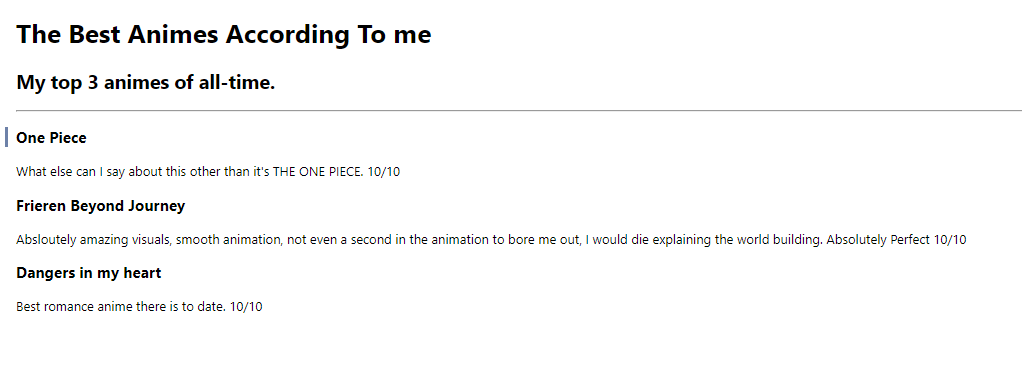 The Best Animes According To me
My top 3 animes of all-time.
One Piece
What else can I say about this other than it's THE ONE PIECE. 10/10
Frieren Beyond Journey
Absloutely amazing visuals, smooth animation, not even a second in the animation to bore me out, I would die explaining the world building. Absolutely Perfect 10/10
Dangers in my heart
Best romance anime there is to date. 10/10